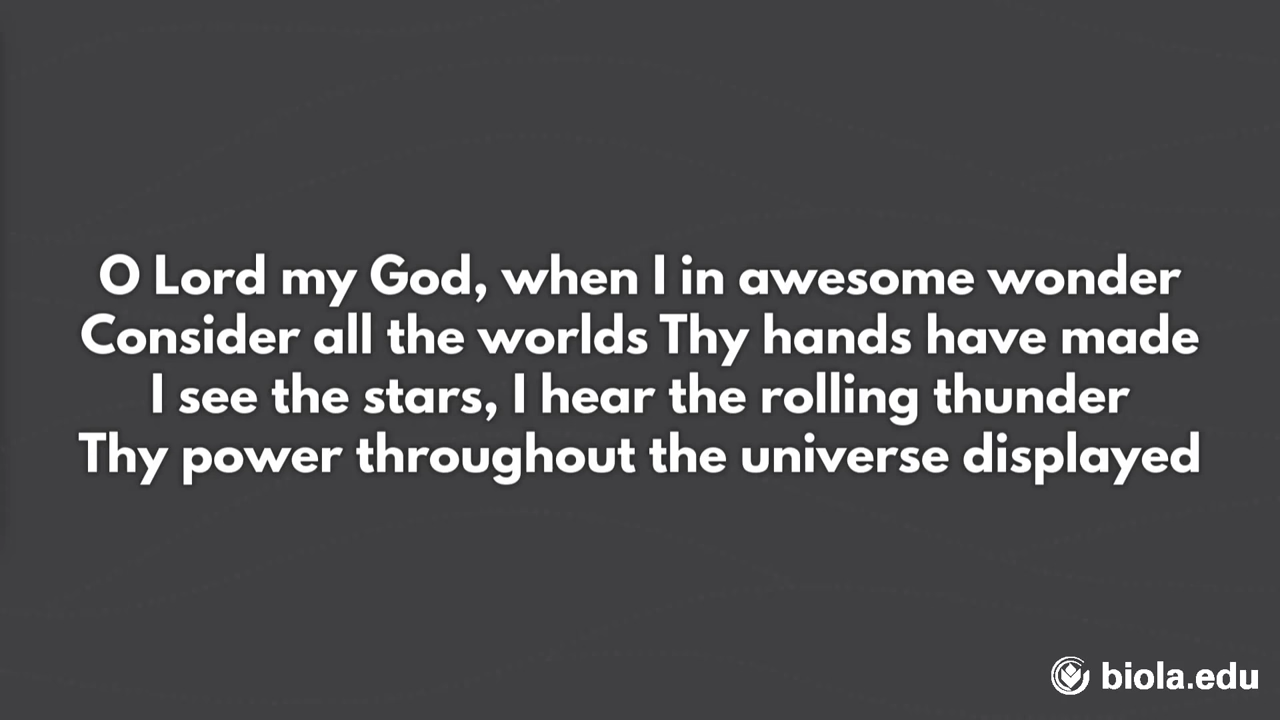 O Lord my God, when I in awesome wonder
Consider all the worlds Thy hands have made
I see the stars, I hear the rolling thunder
Thy power throughout the universe displayed
biola.edu